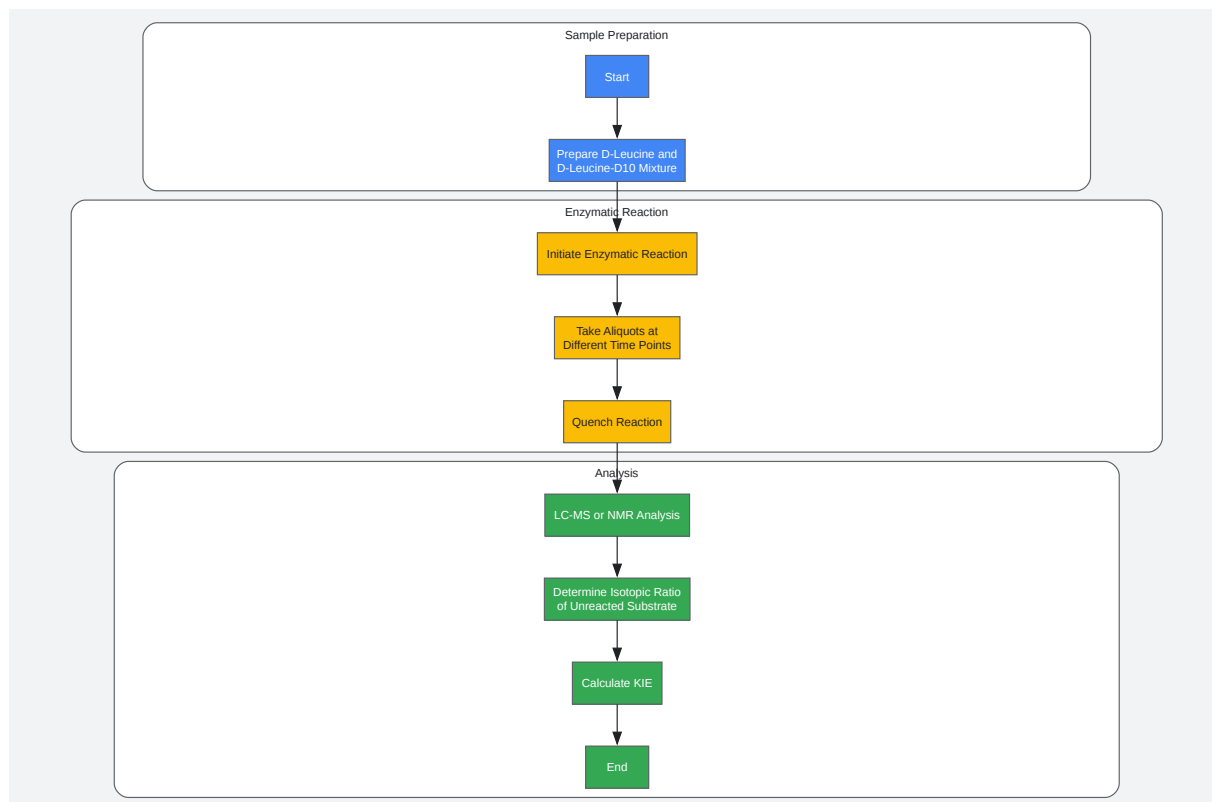 Sample Preparation
Start
Prepare D-Leucine and
D-Leucine-D10 Mixture
Enzymatic Reaction
Initiate Enzymatic Reaction
Take Aliquots at
Different Time Points
Quench Reaction
Analysis
LC-MS or NMR Analysis
Determine Isotopic Ratio
of Unreacted Substrate
Calculate KIE
End